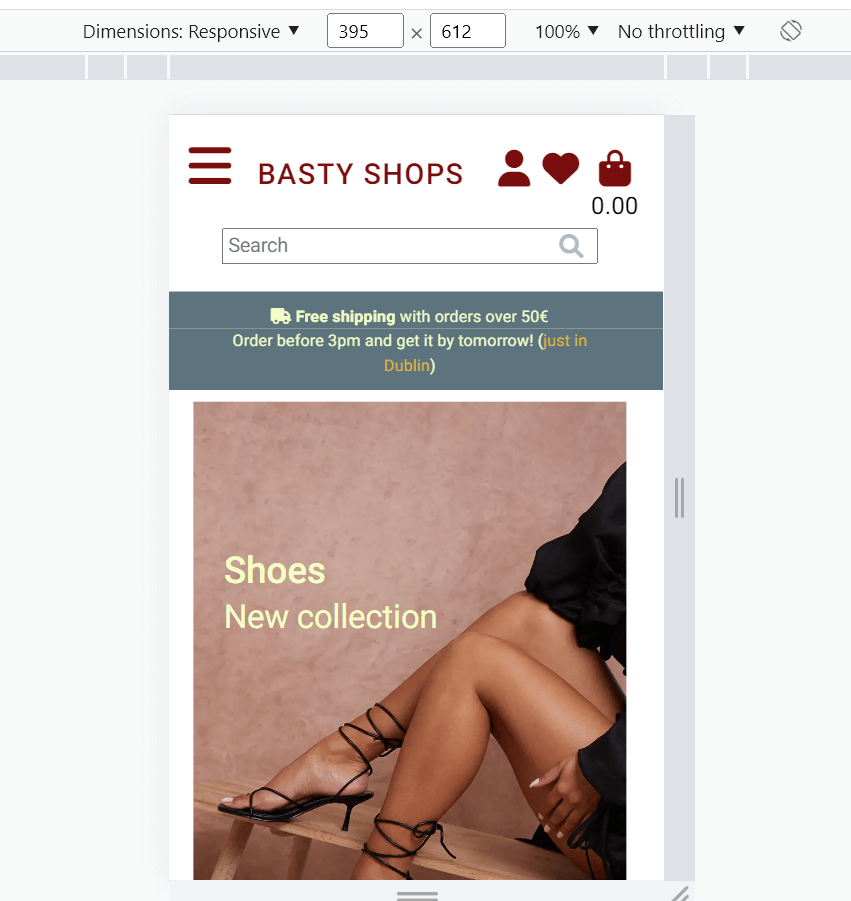 Dimensions: Responsive ▼ 395 × 612 100% ▼ No throttling ▼
BASTY SHOPS
0.00
Search
Free shipping with orders over 50€
Order before 3pm and get it by tomorrow! (just in
Dublin)
Shoes
New collection